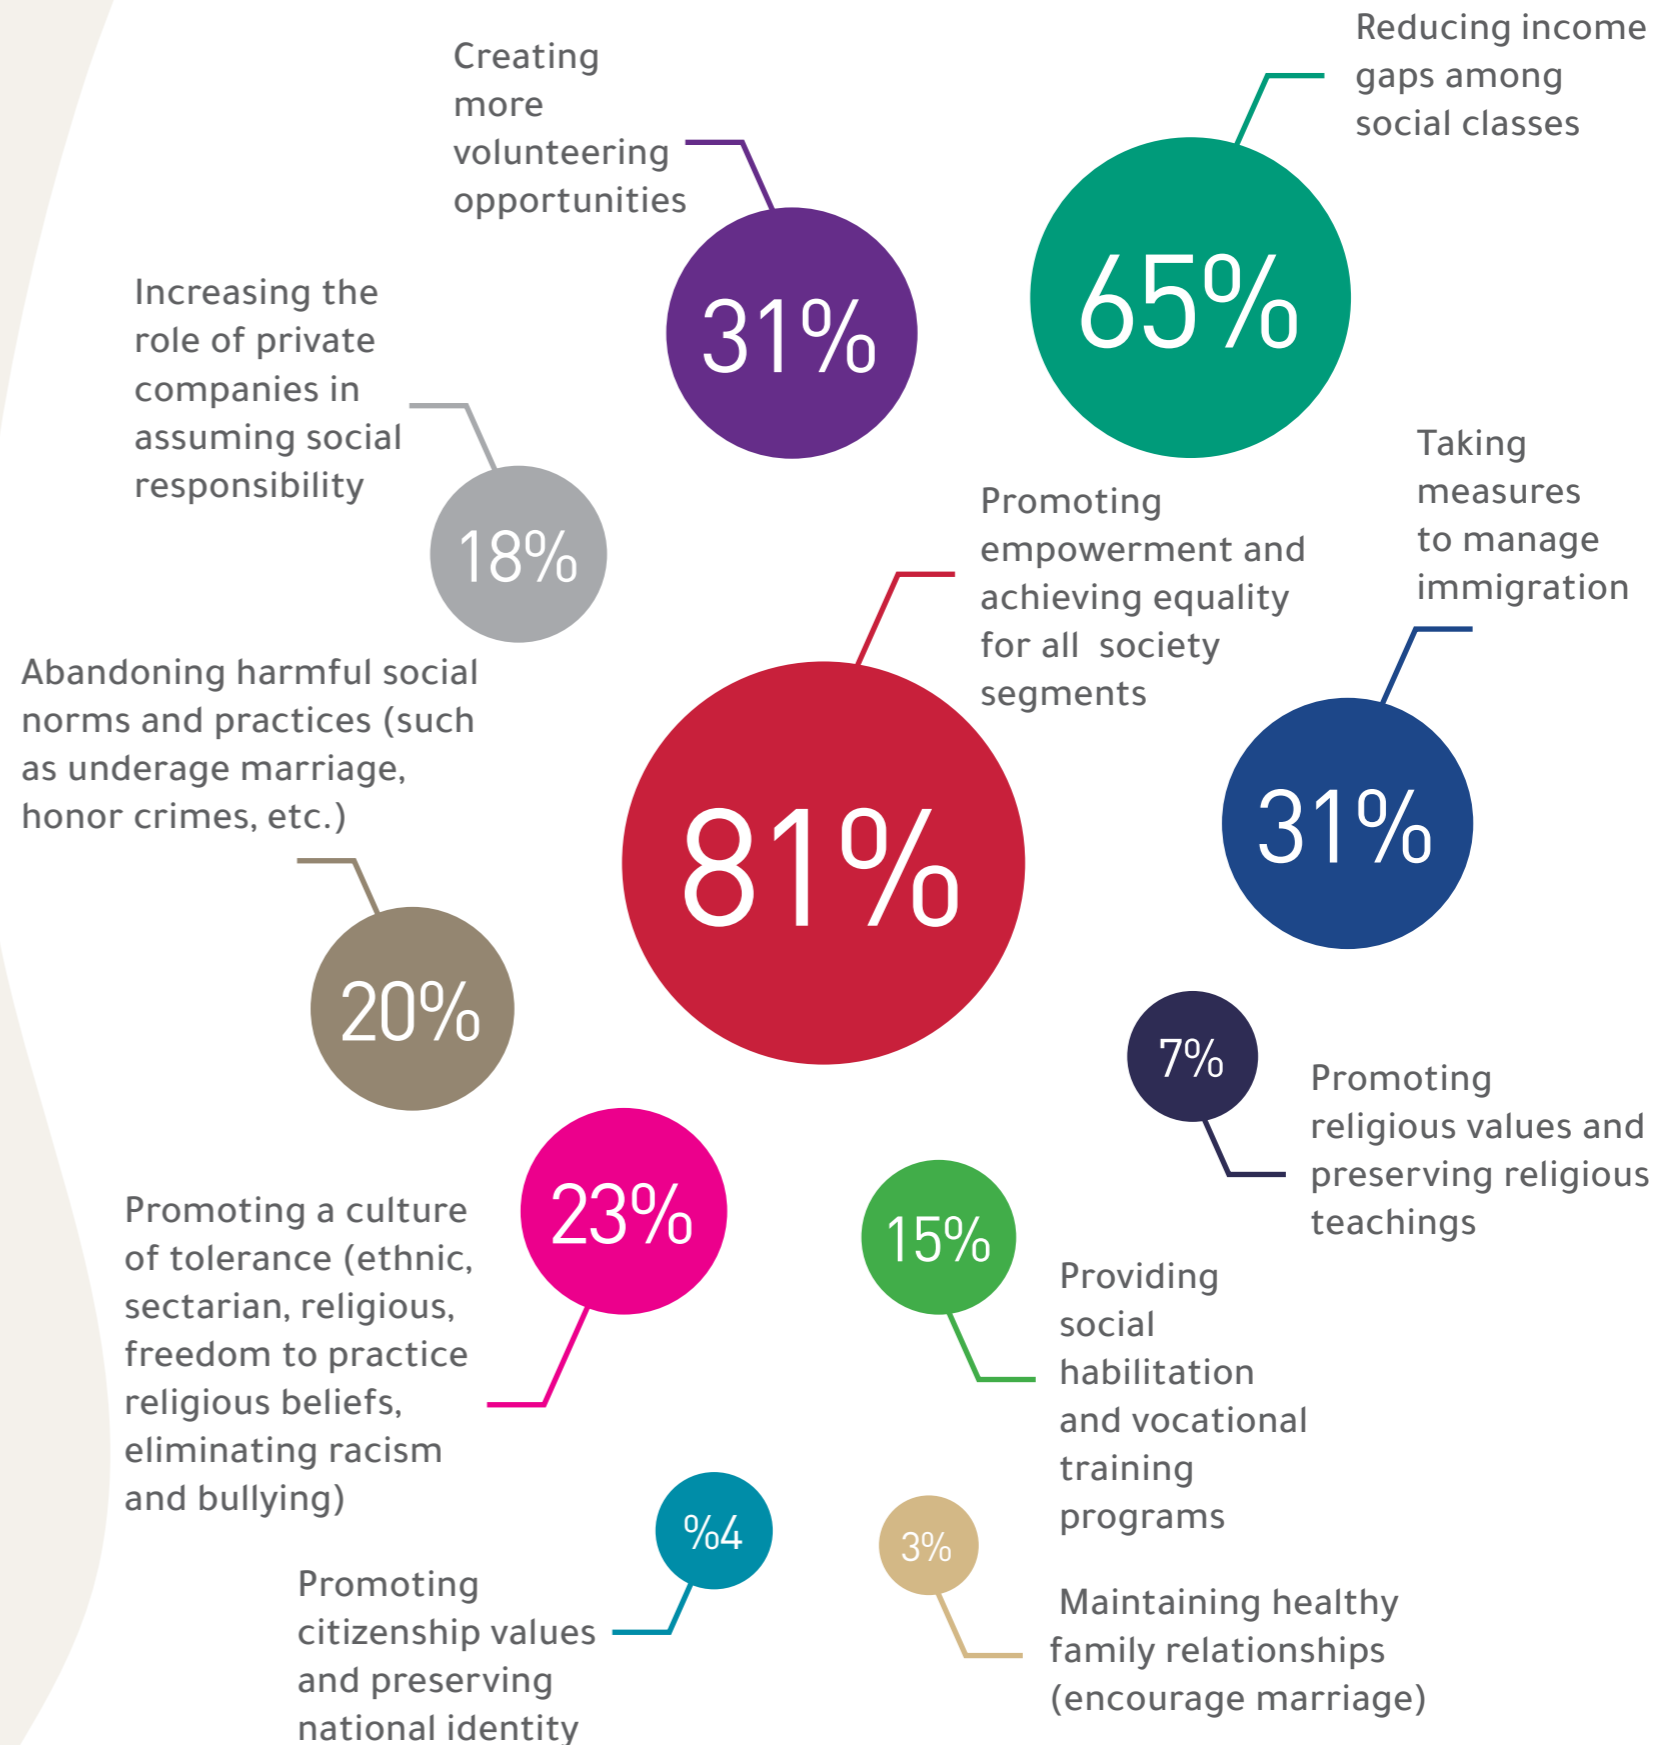 Reducing income
gaps among
social classes
65%
Creating
more
volunteering
opportunities
31%
Increasing the
role of private
companies in
assuming social
responsibility
18%
Taking
measures
to manage
immigration
31%
Promoting
empowerment and
achieving equality
for all society
segments
81%
Abandoning harmful social
norms and practices (such
as underage marriage,
honor crimes, etc.)
20%
7%
Promoting
religious values and
preserving religious
teachings
Promoting a culture
of tolerance (ethnic,
sectarian, religious,
freedom to practice
religious beliefs,
eliminating racism
and bullying)
23%
15%
Providing
social
habilitation
and vocational
training
programs
%4
Promoting
citizenship values
and preserving
national identity
3%
Maintaining healthy
family relationships
(encourage marriage)